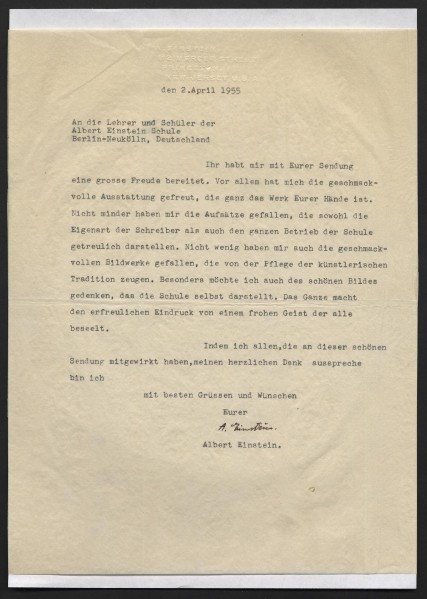 den 2.April 1955
An die Lehrer und Schüler der
Albert Einstein Schule
Berlin-Neukölln, Deutschland
Ihr habt mir mit Eurer Sendung
eine grosse Freude bereitet. Vor allem hat mich die geschmack-
volle Ausstattung gefreut, die ganz das Werk Eurer Hände ist.
Nicht minder haben mir die Aufsätze gefallen, die sowohl die
Eigenart der Schreiber als auch den ganzen Betrieb der Schule
getreulich darstellen. Nicht wenig haben mir auch die geschmack-
vollen Bildwerke gefallen, die von der Pflege der künstlerischen
Tradition zeugen. Besonders möchte ich auch des schönen Bildes
gedenken, das die Schule selbst darstellt. Das Ganze macht
den erfreulichen Eindruck von einem frohen Geist der alle
beseelt.
Indem ich allen,die an dieser schönen
Sendung mitgewirkt haben,meinen herzlichen Dank ausspreche
bin ich
mit besten Grüssen und Wünschen
Eurer
A. Einstein.
Albert Einstein.